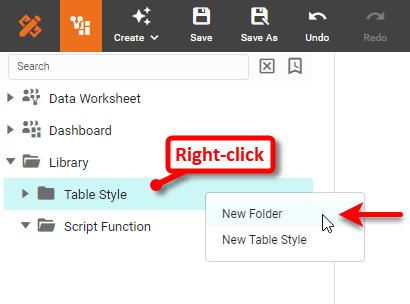 Create Save Save As Undo Redo
Search
Data Worksheet
Dashboard
Right-click
Library
Table Style
New Folder
Script Function
New Table Style